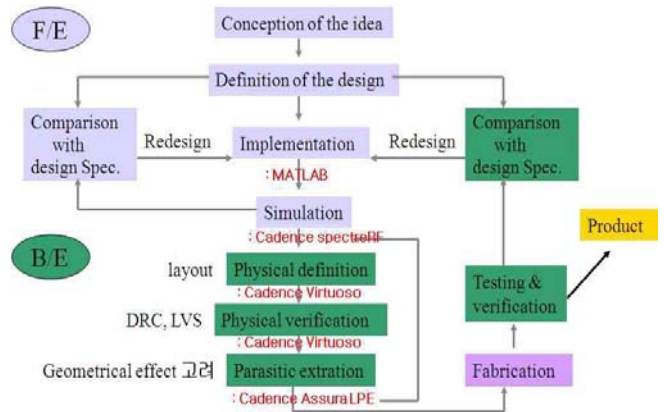 F/E
Conception of the idea
Definition of the design
Comparison
with
design Spec.
Redesign
Implementation
Redesign
Comparison
with
design Spec.
: MATLAB
Simulation
: Cadence spectreRF
Product
B/E
layout
Physical definition
: Cadence Virtuoso
Testing &
verification
DRC, LVS
Physical verification
: Cadence Virtuoso
Geometrical effect 고려
Parasitic extration
Fabrication
: Cadence Assura LPE